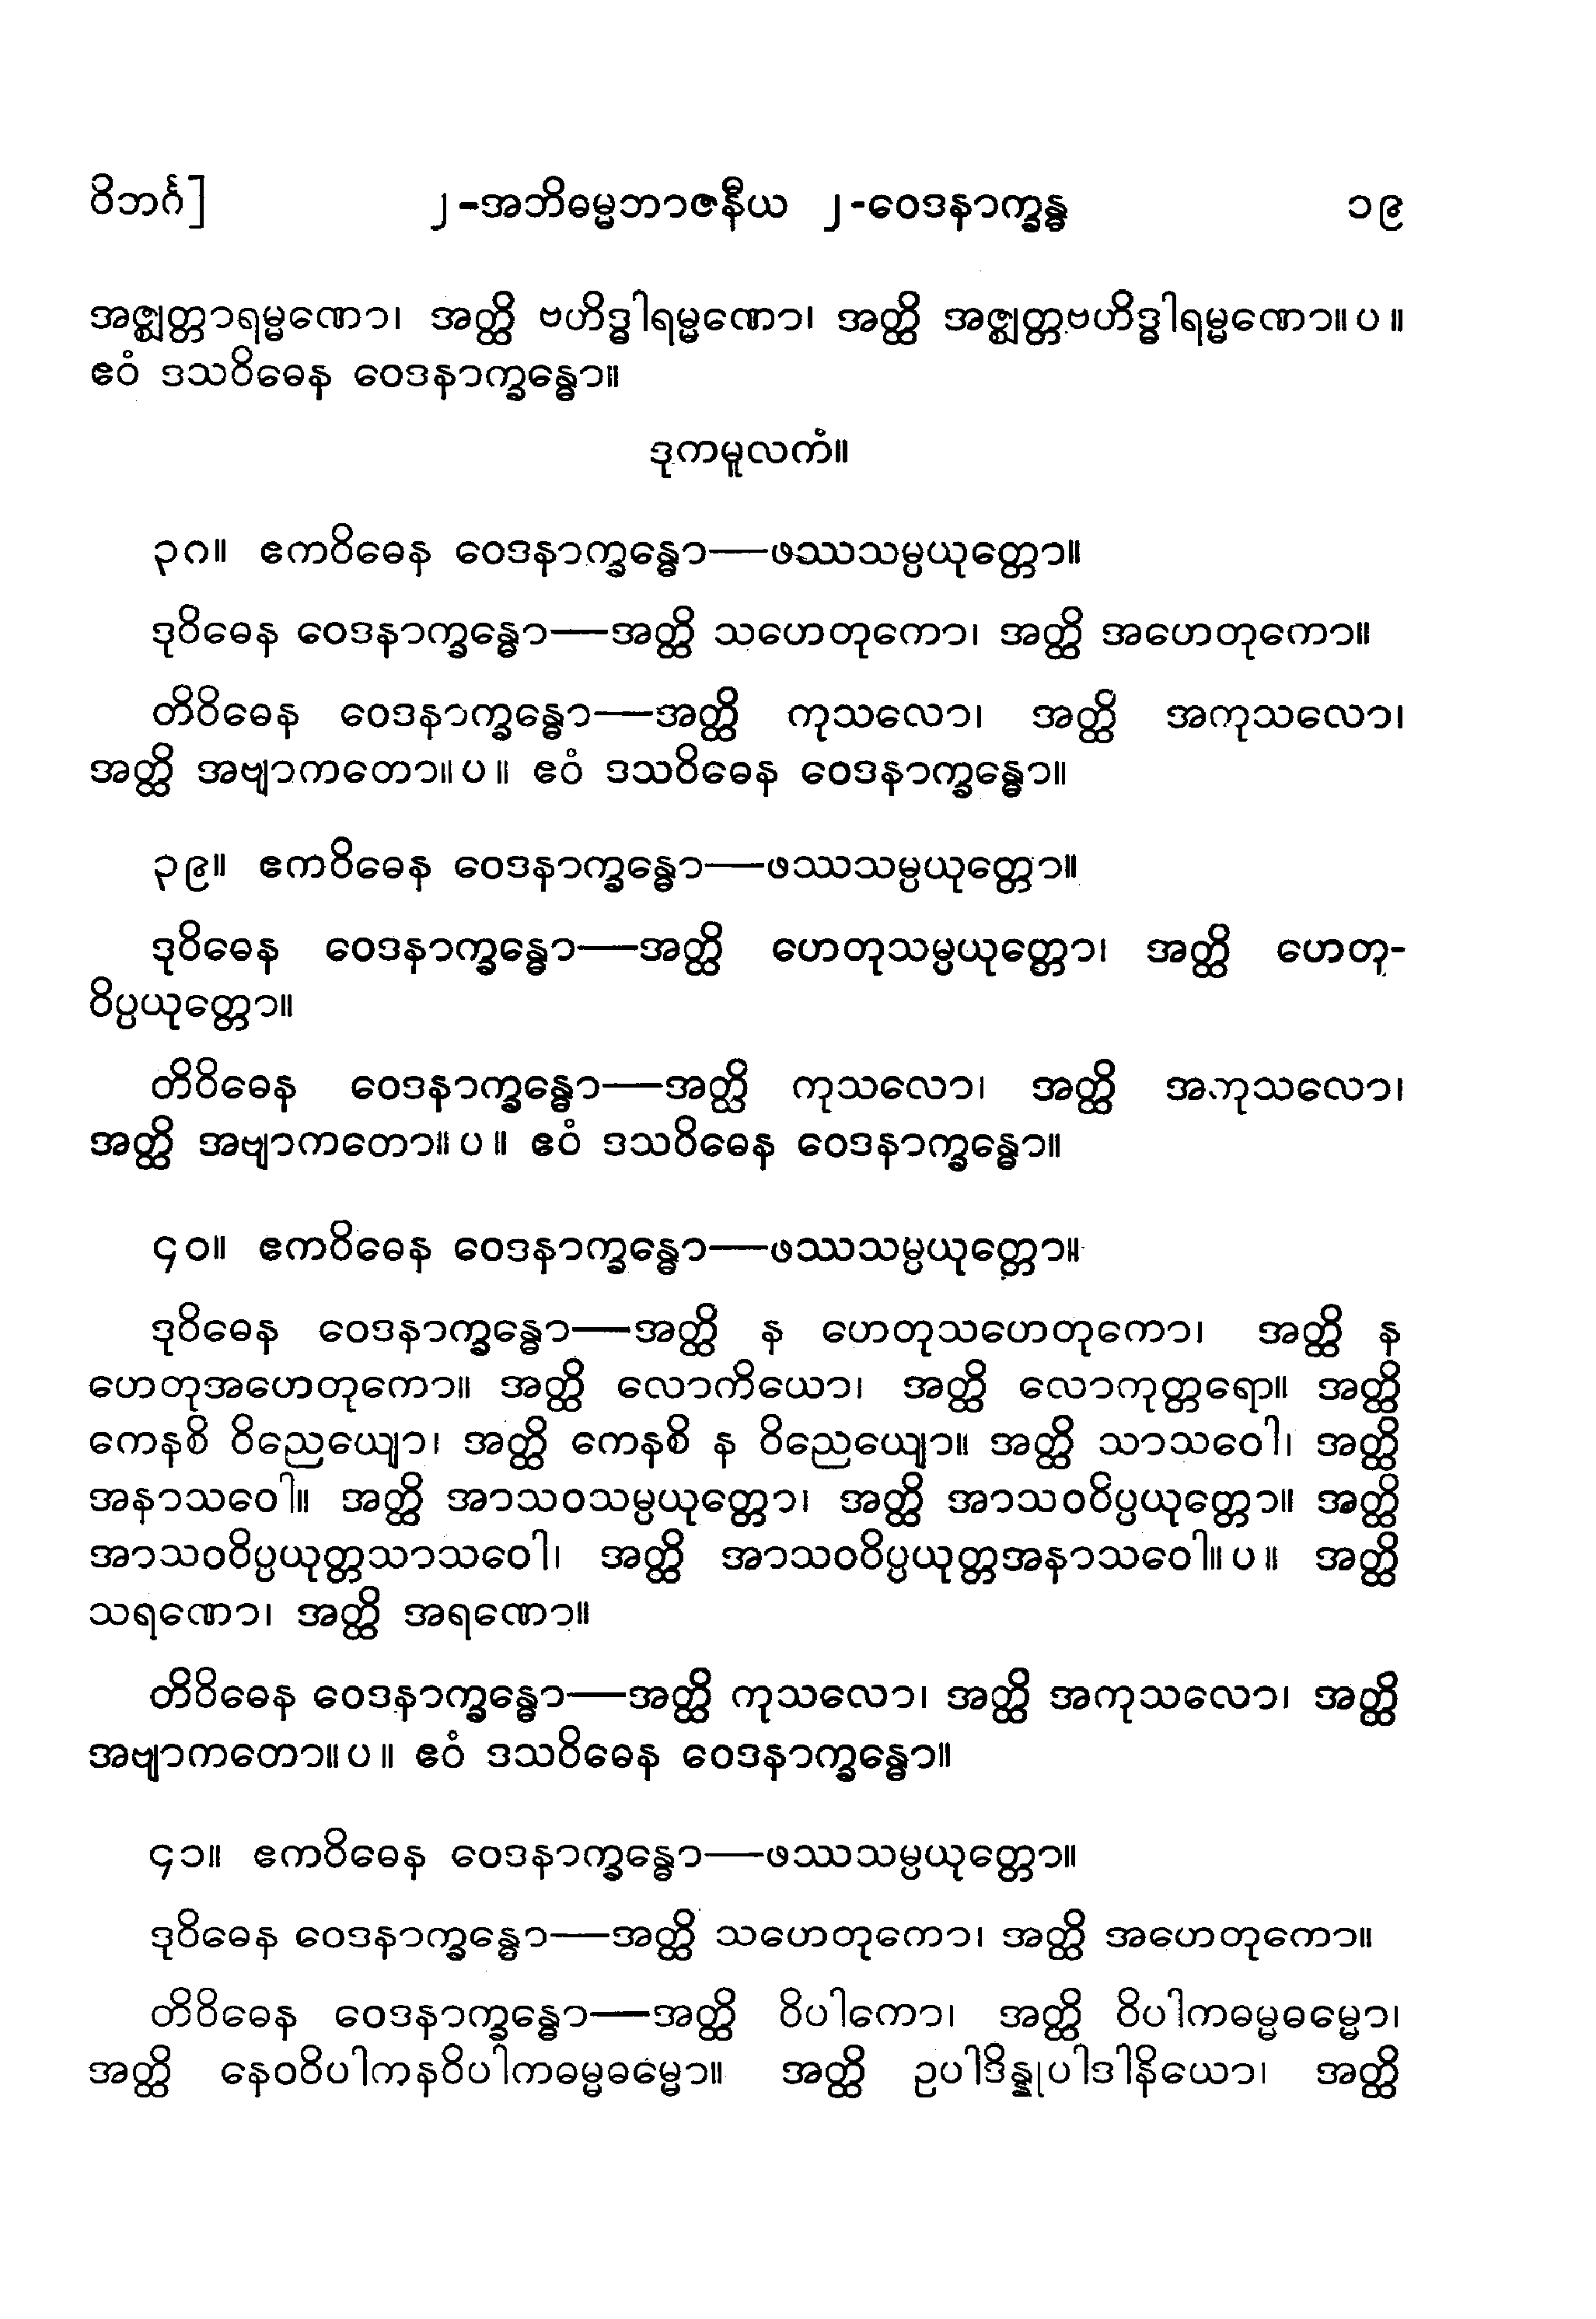 ဝိဘင်္ဂ]	၂-အဘိဓမ္မဘာဇနီယ ၂-ဝေဒနာက္ခန္ဓ	၁၉
အဇ္ဈတ္တာရမ္မဏော၊ အတ္ထိ ဗဟိဒ္ဓါရမ္မဏော၊ အတ္ထိ အဇ္ဈတ္တဗဟိဒ္ဓါရမ္မဏော။ ပ ။
ဧဝံ ဒသဝိဓေန ဝေဒနာက္ခန္ဓော။
ဒုကမူလကံ။
၃ဂ။ ဧကဝိဓေန ဝေဒနာက္ခန္ဓော—ဖဿသမ္ပယုတ္တော။
ဒုဝိဓေန ဝေဒနာက္ခန္ဓော—အတ္ထိ သဟေတုကော၊ အတ္ထိ အဟေတုကော။
တိဝိဓေန ဝေဒနာက္ခန္ဓော—အတ္ထိ ကုသလော၊ အတ္ထိ အကုသလော၊
အတ္ထိ အဗျာကတော။ ပ ။ ဧဝံ ဒသဝိဓေန ဝေဒနာက္ခန္ဓော။
၃၉။ ဧကဝိဓေန ဝေဒနာက္ခန္ဓော—ဖဿသမ္ပယုတ္တော။
ဒုဝိဓေန ဝေဒနာက္ခန္ဓော—အတ္ထိ ဟေတုသမ္ပယုတ္တော၊ အတ္ထိ ဟေတု-
ဝိပ္ပယုတ္တော။
တိဝိဓေန ဝေဒနာက္ခန္ဓော—အတ္ထိ ကုသလော၊ အတ္ထိ အကုသလော၊
အတ္ထိ အဗျာကတော။ ပ ။ ဧဝံ ဒသဝိဓေန ဝေဒနာက္ခန္ဓော။
၄၀။ ဧကဝိဓေန ဝေဒနာက္ခန္ဓော—ဖဿသမ္ပယုတ္တော။
ဒုဝိဓေန ဝေဒနာက္ခန္ဓော—အတ္ထိ န ဟေတုသဟေတုကော၊ အတ္ထိ န
ဟေတုအဟေတုကော။ အတ္ထိ လောကိယော၊ အတ္ထိ လောကုတ္တရော။ အတ္ထိ
ကေနစိ ဝိညေယျော၊ အတ္ထိ ကေနစိ န ဝိညေယျော။ အတ္ထိ သာသဝေါ၊ အတ္ထိ
အနာသဝေါ။ အတ္ထိ အာသဝသမ္ပယုတ္တော၊ အတ္ထိ အာသဝဝိပ္ပယုတ္တော။ အတ္ထိ
အာသဝဝိပ္ပယုတ္တသာသဝေါ၊ အတ္ထိ အာသဝဝိပ္ပယုတ္တအနာသဝေါ။ ပ ။ အတ္ထိ
သရဏော၊ အတ္ထိ အရဏော။
တိဝိဓေန ဝေဒနာက္ခန္ဓော—အတ္ထိ ကုသလော၊ အတ္ထိ အကုသလော၊ အတ္ထိ
အဗျာကတော။ ပ ။ ဧဝံ ဒသဝိဓေန ဝေဒနာက္ခန္ဓော။
၄၁။ ဧကဝိဓေန ဝေဒနာက္ခန္ဓော—ဖဿသမ္ပယုတ္တော။
ဒုဝိဓေန ဝေဒနာက္ခန္ဓော—အတ္ထိ သဟေတုကော၊ အတ္ထိ အဟေတုကော။
တိဝိဓေန ဝေဒနာက္ခန္ဓော—အတ္ထိ ဝိပါကော၊ အတ္ထိ ဝိပါကဓမ္မဓမ္မော၊
အတ္ထိ နေဝဝိပါကနဝိပါကဓမ္မဓမ္မော။ အတ္ထိ ဥပါဒိန္နုပါဒါနိယော၊ အတ္ထိ